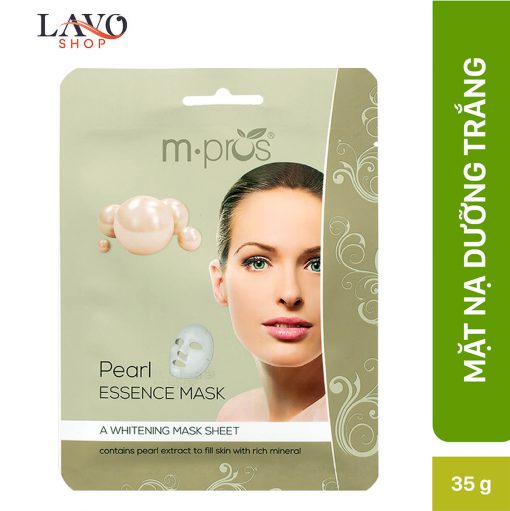 LAVO
SHOP
m·pros®
Pearl
ESSENCE MASK
A WHITENING MASK SHEET
contains pearl extract to fill skin with rich mineral
MẶT NẠ DƯỠNG TRẮNG
35 g